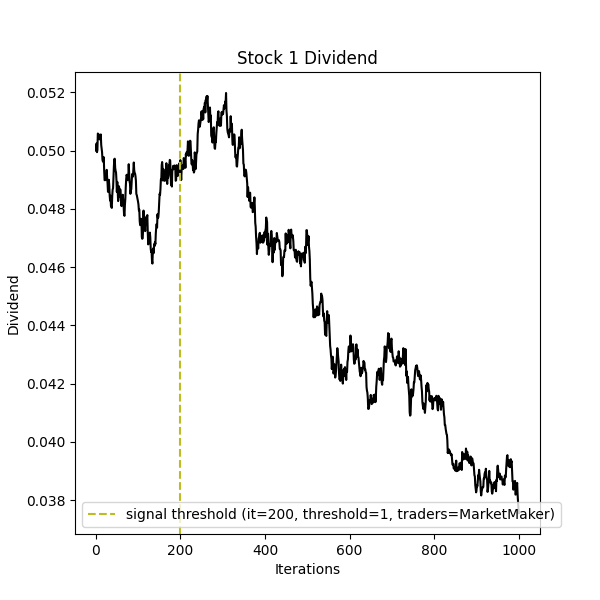 Stock 1 Dividend
0.052
0.050
0.048
0.046
0.044
0.042
0.040
0.038
Dividend
signal threshold (it=200, threshold=1, traders=MarketMaker)
0 200 400 600 800 1000
Iterations